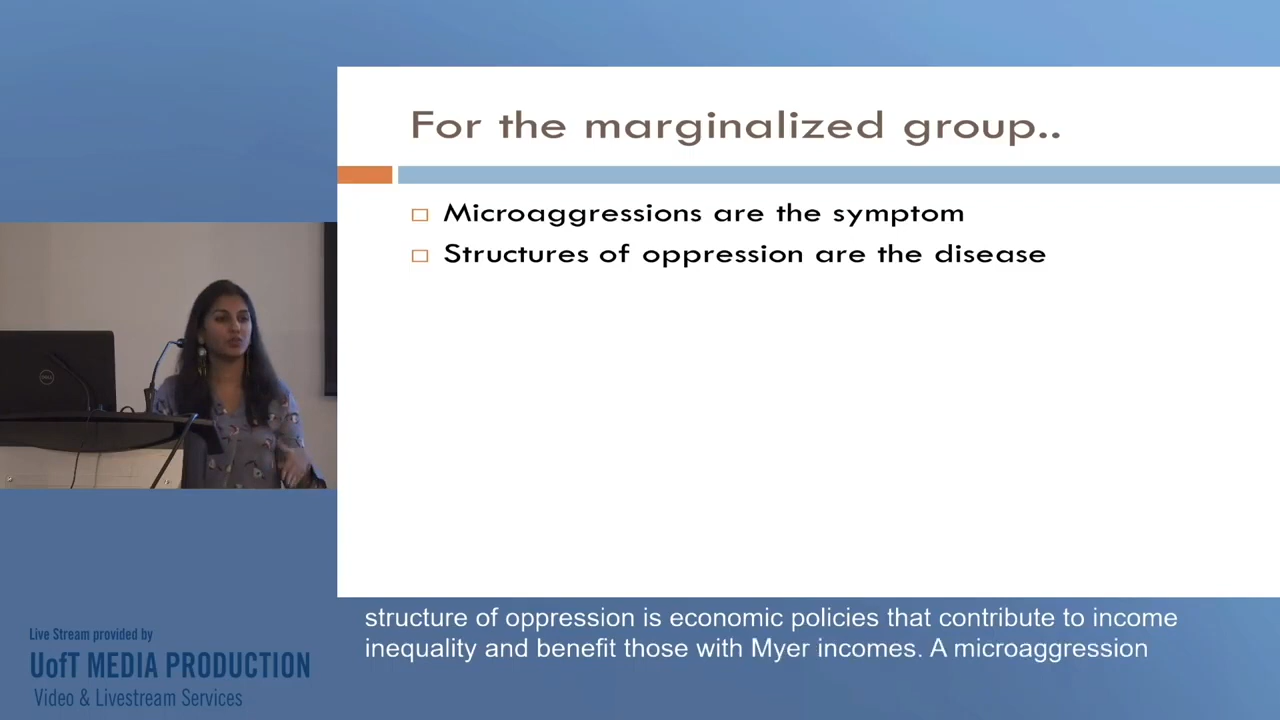 For the marginalized group..
Microaggressions are the symptom
Structures of oppression are the disease
DELL
structure of oppression is economic policies that contribute to income
inequality and benefit those with Myer incomes. A microaggression
Live Stream provided by
UofT MEDIA PRODUCTION
Video & Livestream Services